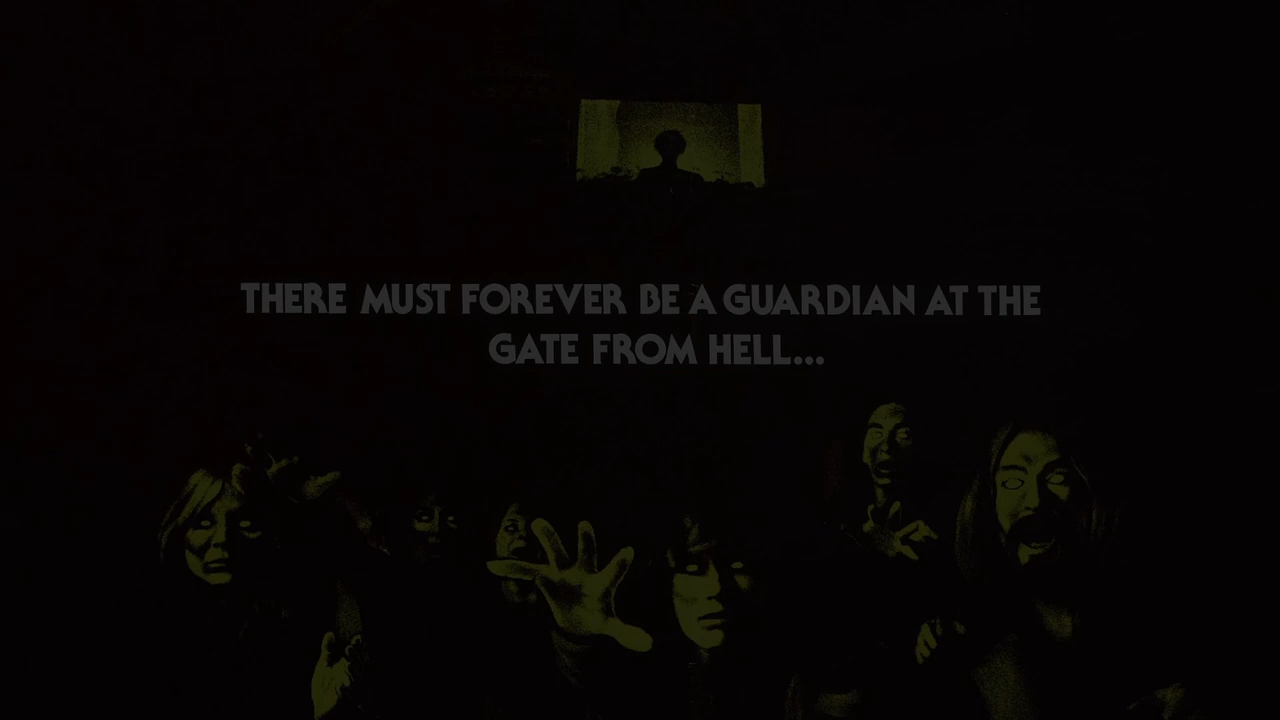 THERE MUST FOREVER BE A GUARDIAN AT THE
GATE FROM HELL...